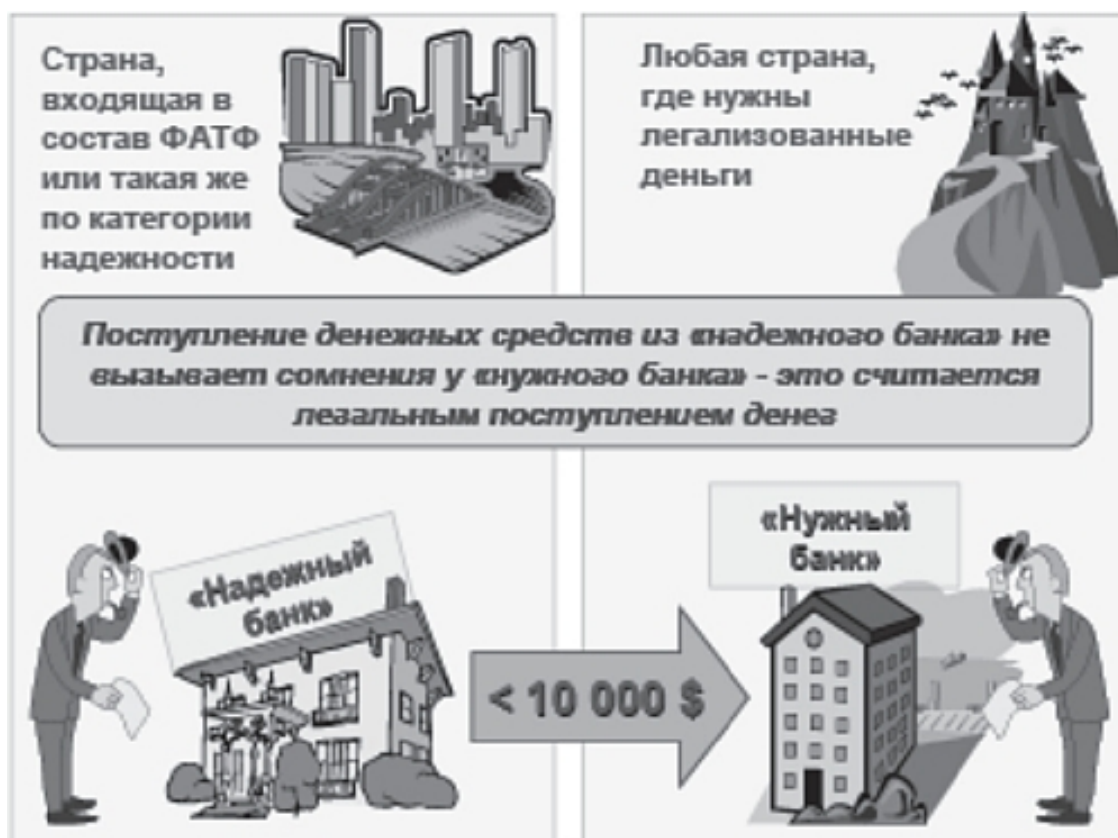 Страна,
входящая в
состав ФАТФ
или такая же
по категории
надежности
Любая страна,
где нужны
легализованные
деньги
Поступление денежных средств из «надежного банка» не
вызывает сомнения у «нужного банка» - это считается
легальным поступлением денег
«Надежный
банк»
< 10 000 $
«Нужный
банк»